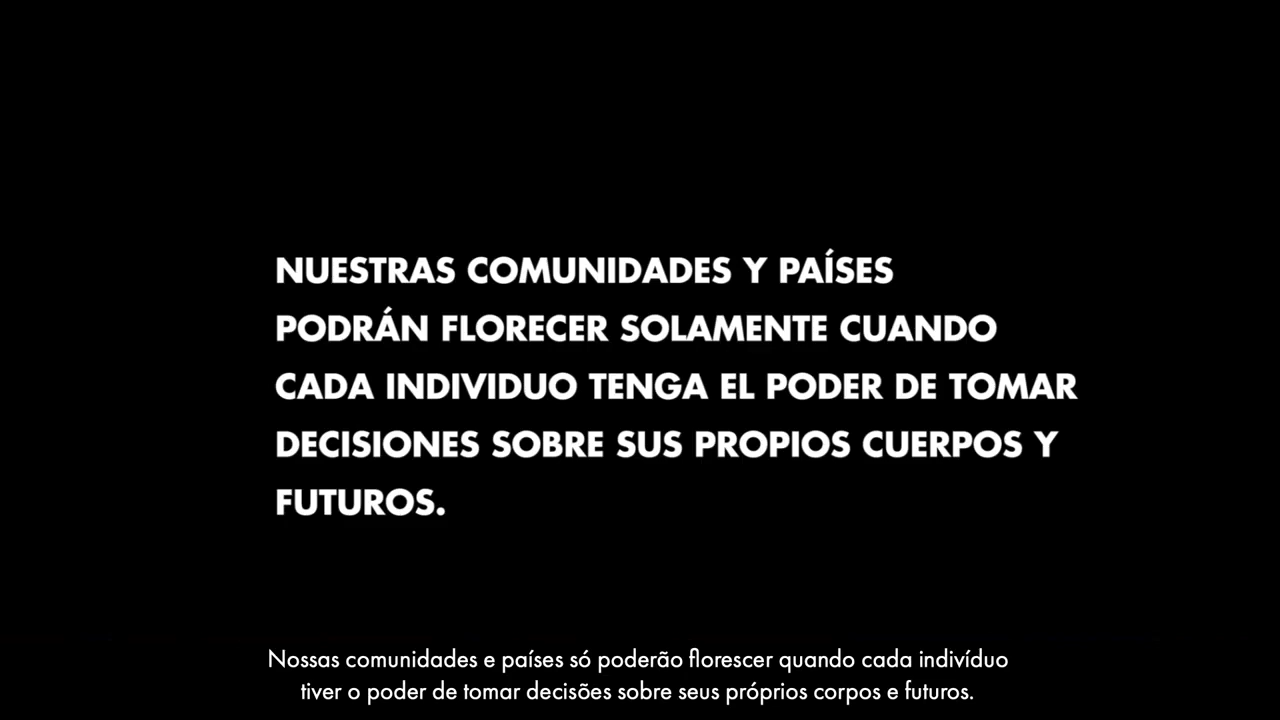 NUESTRAS COMUNIDADES Y PAÍSES
PODRÁN FLORECER SOLAMENTE CUANDO
CADA INDIVIDUO TENGA EL PODER DE TOMAR
DECISIONES SOBRE SUS PROPIOS CUERPOS Y
FUTUROS.
Nossas comunidades e países só poderão florescer quando cada indivíduo
tiver o poder de tomar decisões sobre seus próprios corpos e futuros.